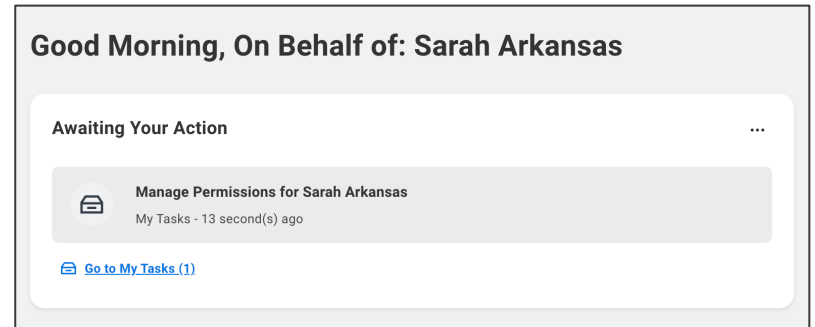 Good Morning, On Behalf of: Sarah Arkansas
Awaiting Your Action
Manage Permissions for Sarah Arkansas
My Tasks - 13 second(s) ago
Go to My Tasks (1)